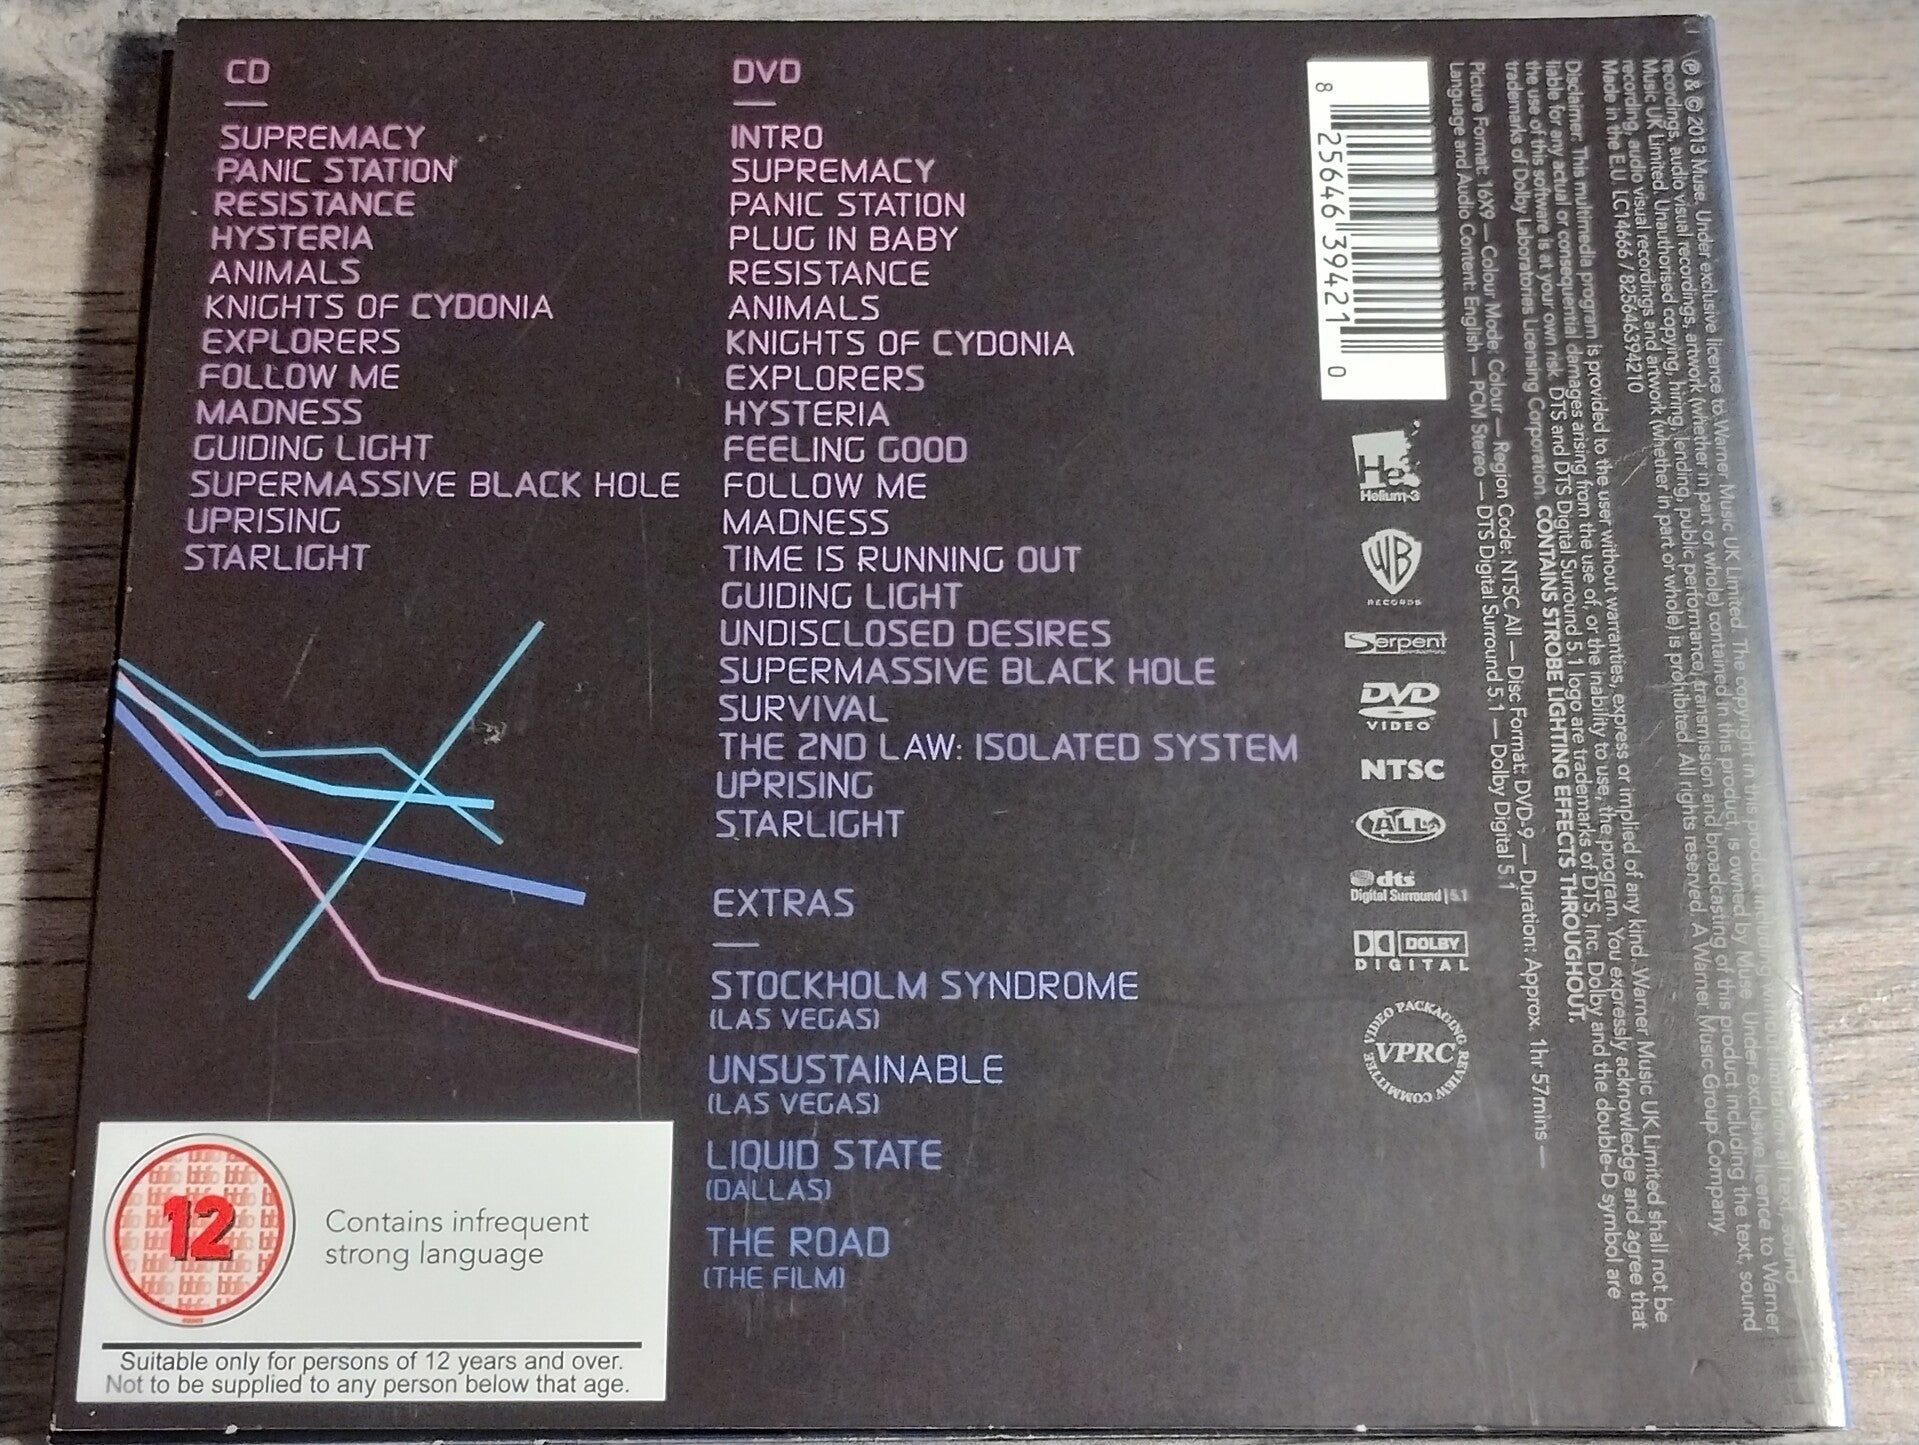 CD
SUPREMACY
PANIC STATION
RESISTANCE
HYSTERIA
ANIMALS
KNIGHTS OF CYDONIA
EXPLORERS
FOLLOW ME
MADNESS
GUIDING LIGHT
SUPERMASSIVE BLACK HOLE
UPRISING
STARLIGHT
DVD
INTRO
SUPREMACY
PANIC STATION
PLUG IN BABY
RESISTANCE
ANIMALS
KNIGHTS OF CYDONIA
EXPLORERS
HYSTERIA
FEELING GOOD
FOLLOW ME
MADNESS
TIME IS RUNNING OUT
GUIDING LIGHT
UNDISCLOSED DESIRES
SUPERMASSIVE BLACK HOLE
SURVIVAL
THE 2ND LAW: ISOLATED SYSTEM
UPRISING
STARLIGHT
EXTRAS
STOCKHOLM SYNDROME
(LAS VEGAS)
UNSUSTAINABLE
(LAS VEGAS)
LIQUID STATE
(DALLAS)
THE ROAD
(THE FILM)
12
Contains infrequent
strong language
Suitable only for persons of 12 years and over.
Not to be supplied to any person below that age.
8 25646 39421 0
He
Helium-3
WB
RECORDS
Serpent
DVD
VIDEO
NTSC
ALL
dts
Digital Surround | 5.1
DOLBY
DIGITAL
VIDEO PACKAGING REVIEW COMMITTEE
VPRC
℗ & © 2013 Muse. Under exclusive licence to Warner Music UK Limited. The copyright in this product including without limitation all text, sound
recordings, audio visual recordings, artwork (whether in part or whole) contained in this product, is owned by Muse. Under exclusive licence to Warner
Music UK Limited. Unauthorised copying, hiring, lending, public performance, transmission and broadcasting of this product including the text, sound
recording, audio visual recordings and artwork (whether in part or whole) is prohibited. All rights reserved. A Warner Music Group Company.
Made in the E.U. LC14666 / 825646394210
Disclaimer: This multimedia program is provided to the user without warranties, express or implied of any kind. Warner Music UK Limited shall not be
liable for any actual or consequential damages arising from the use of, or the inability to use, the program. You expressly acknowledge and agree that
the use of this software is at your own risk. DTS and DTS Digital Surround 5.1 logo are trademarks of DTS, Inc. Dolby and the double-D symbol are
trademarks of Dolby Laboratories Licensing Corporation. CONTAINS STROBE LIGHTING EFFECTS THROUGHOUT.
Picture Format: 16X9 — Colour Mode: Colour — Region Code: NTSC All — Disc Format: DVD-9 — Duration: Approx. 1hr 57mins —
Language and Audio Content: English — PCM Stereo — DTS Digital Surround 5.1 — Dolby Digital 5.1